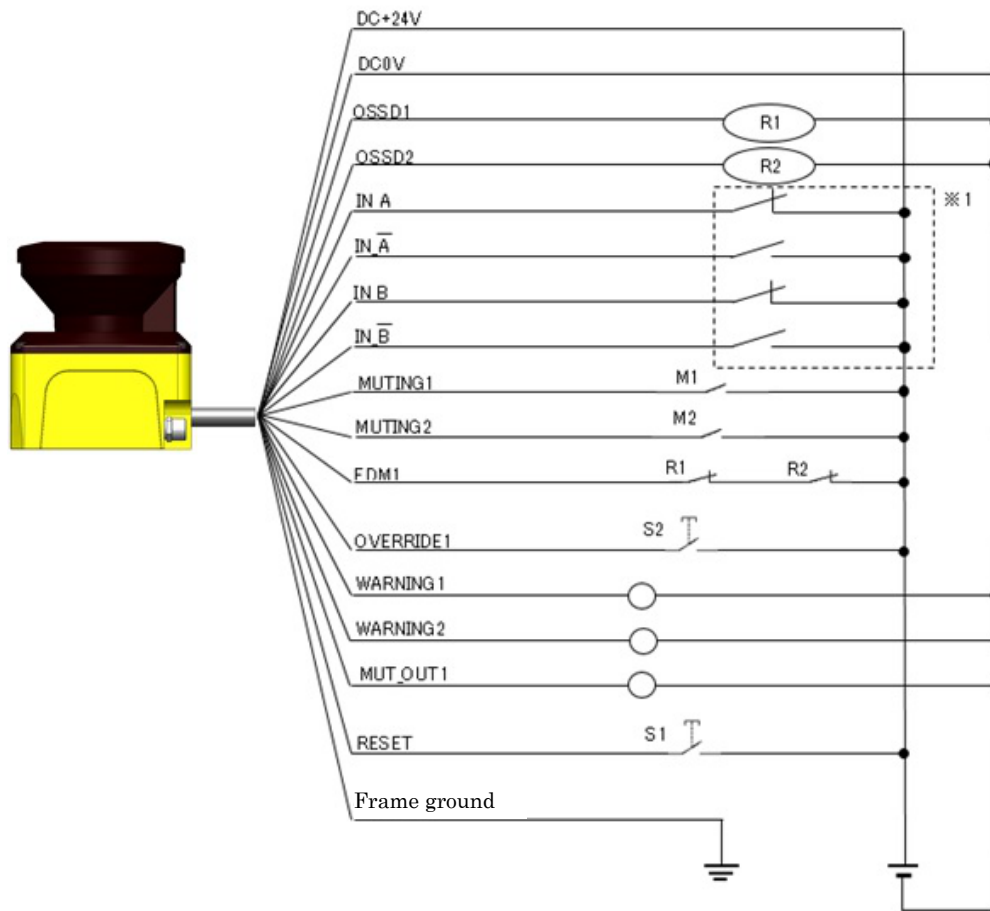 DC+24V
DC0V
OSSD1
R1
OSSD2
R2
IN A
※1
IN_A̅
IN B
IN_B̅
MUTING1
M1
MUTING2
M2
EDM1
R1
R2
OVERRIDE1
S2
WARNING1
WARNING2
MUT_OUT1
RESET
S1
Frame ground